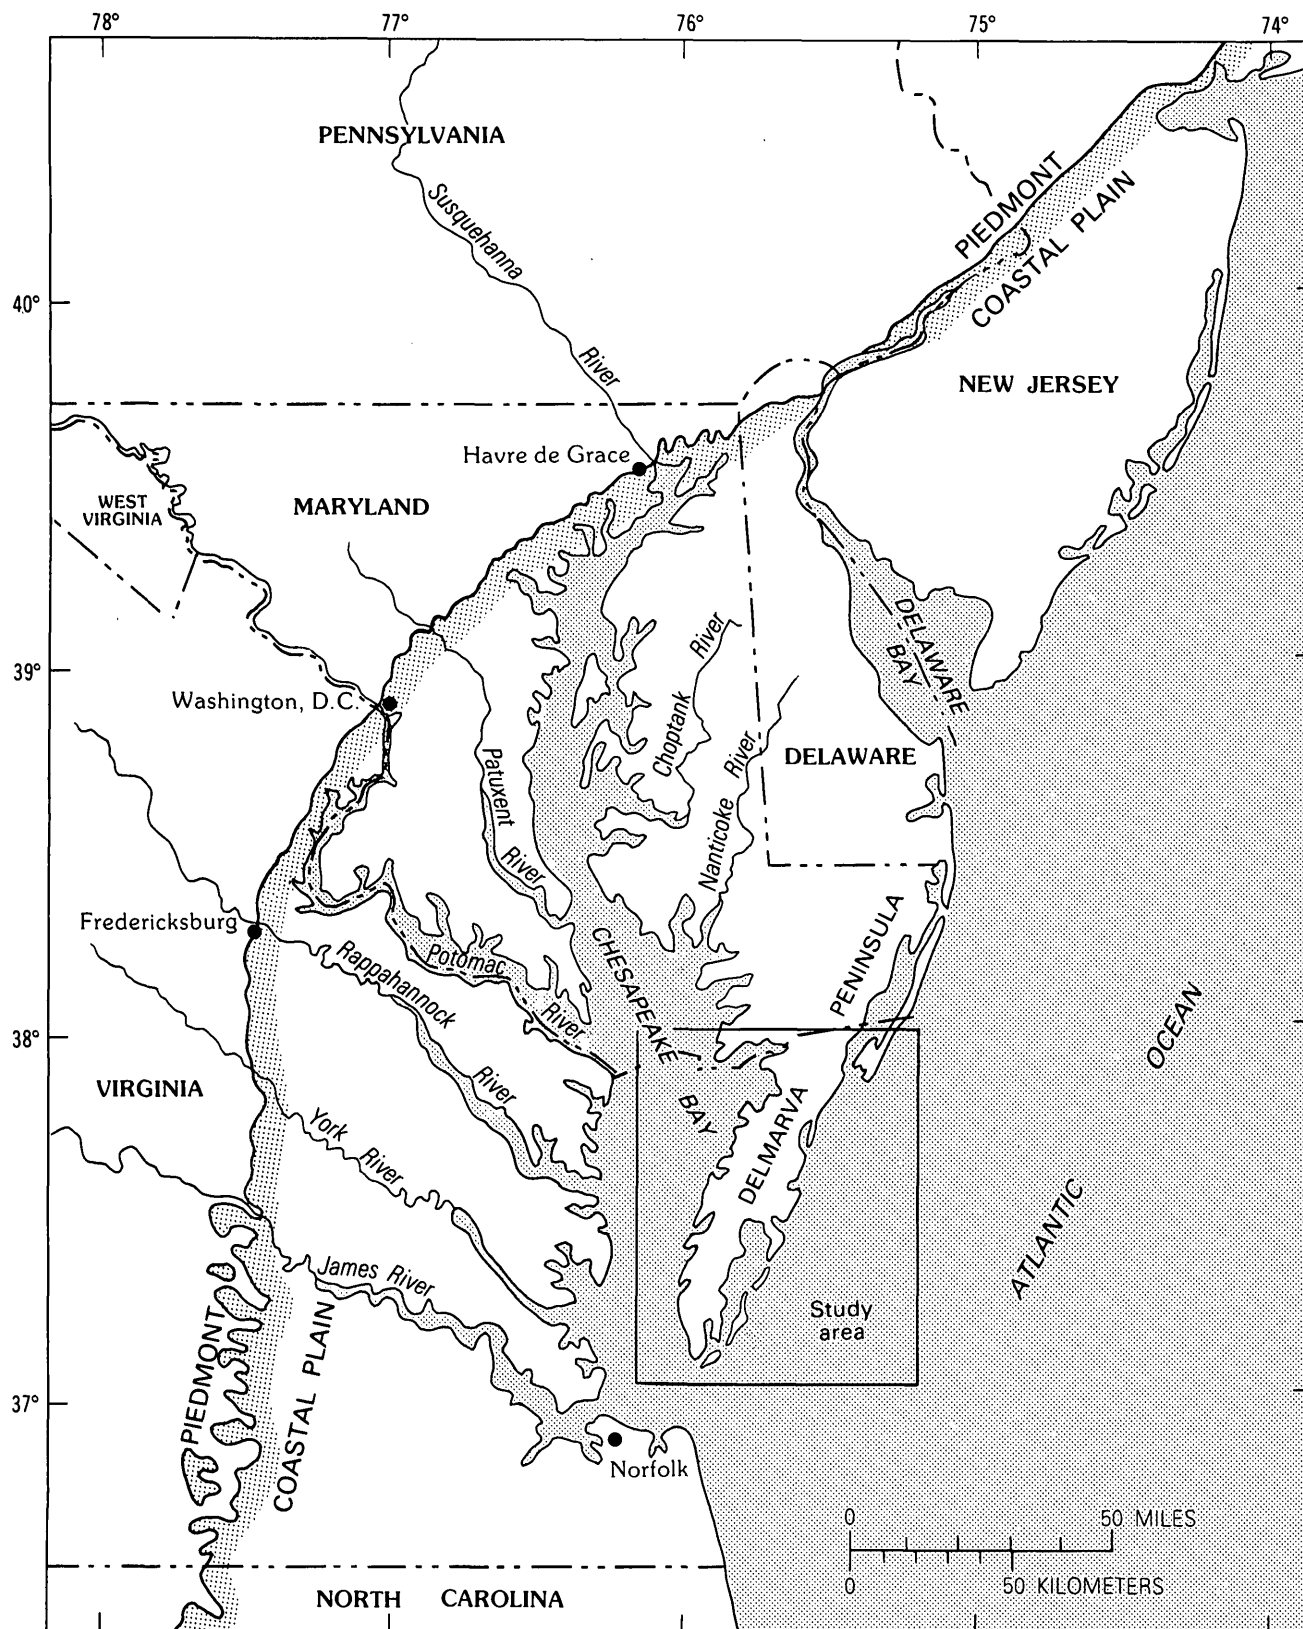 78° 77° 76° 75° 74°
PENNSYLVANIA
Susquehanna
River
PIEDMONT
COASTAL PLAIN
40°
NEW JERSEY
Havre de Grace
WEST
VIRGINIA
MARYLAND
DELAWARE
BAY
Choptank
River
39°
Washington, D.C.
Patuxent
River
Nanticoke
River
DELAWARE
Fredericksburg
Rappahannock
River
Potomac
River
CHESAPEAKE
BAY
DELMARVA
PENINSULA
ATLANTIC
OCEAN
38°
VIRGINIA
York
River
James River
Study
area
PIEDMONT
COASTAL PLAIN
37°
Norfolk
0 50 MILES
0 50 KILOMETERS
NORTH CAROLINA